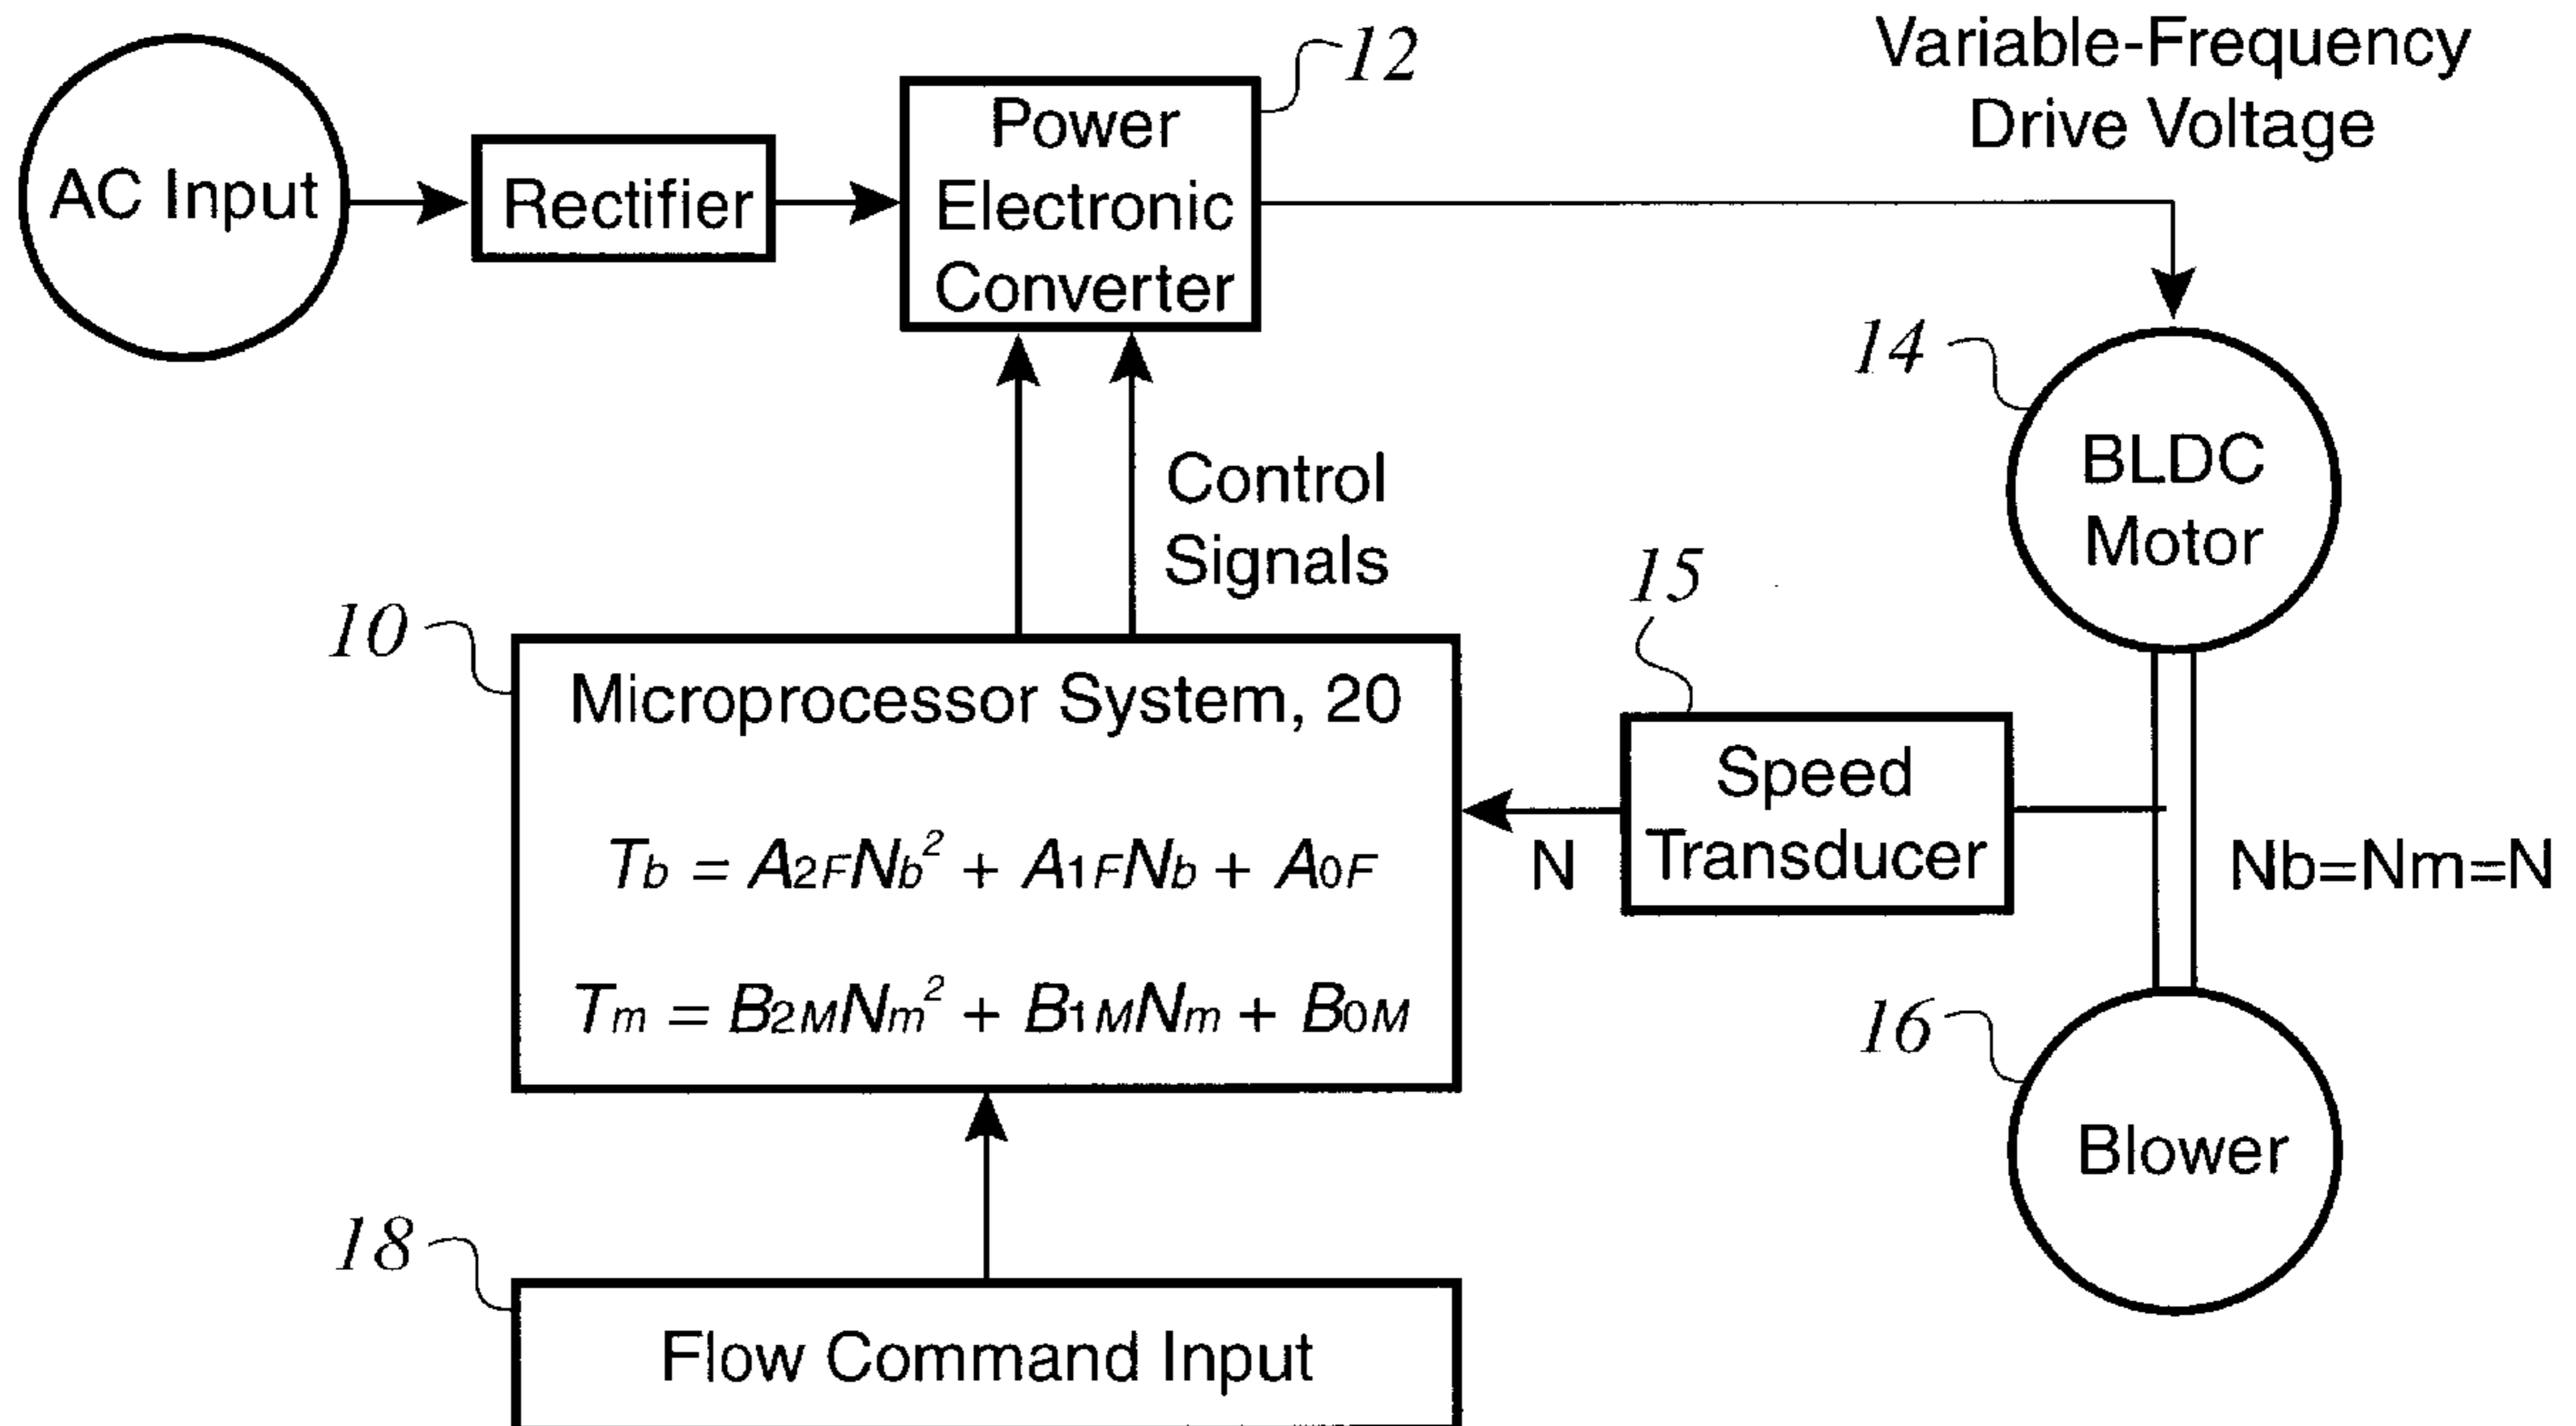 AC Input
Rectifier
12
Power
Electronic
Converter
Variable-Frequency
Drive Voltage
14
BLDC
Motor
Control
Signals
15
Speed
Transducer
N
Nb=Nm=N
10
Microprocessor System, 20
Tb = A2FNb² + A1FNb + A0F
Tm = B2MNm² + B1MNm + B0M
16
Blower
18
Flow Command Input